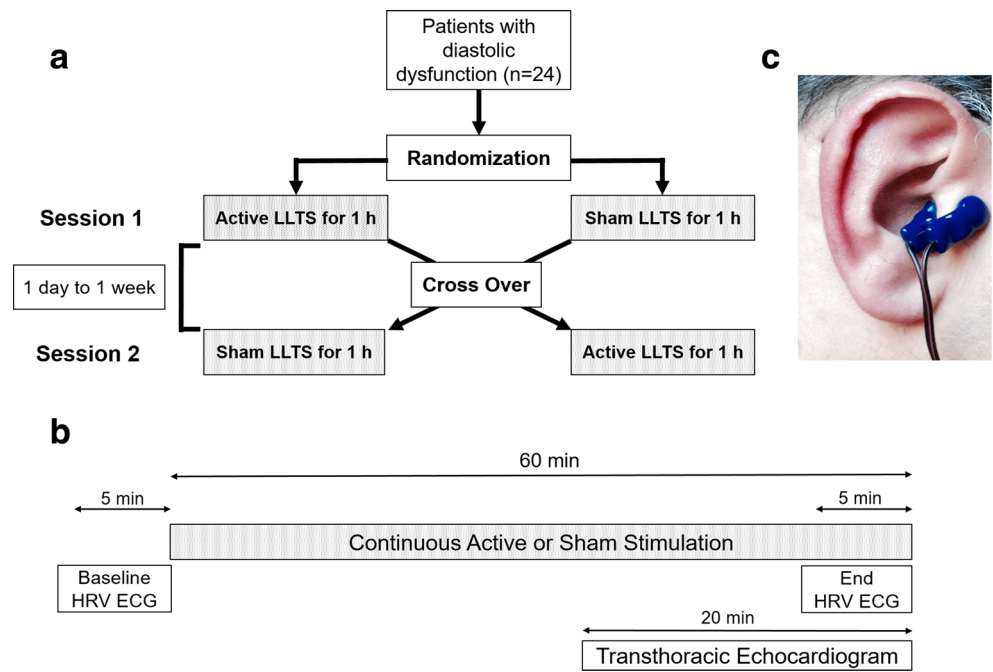 a
Patients with
diastolic
dysfunction (n=24)
c
Randomization
Session 1
Active LLTS for 1 h
Sham LLTS for 1 h
1 day to 1 week
Cross Over
Session 2
Sham LLTS for 1 h
Active LLTS for 1 h
b
60 min
5 min
5 min
Continuous Active or Sham Stimulation
Baseline
HRV ECG
End
HRV ECG
20 min
Transthoracic Echocardiogram